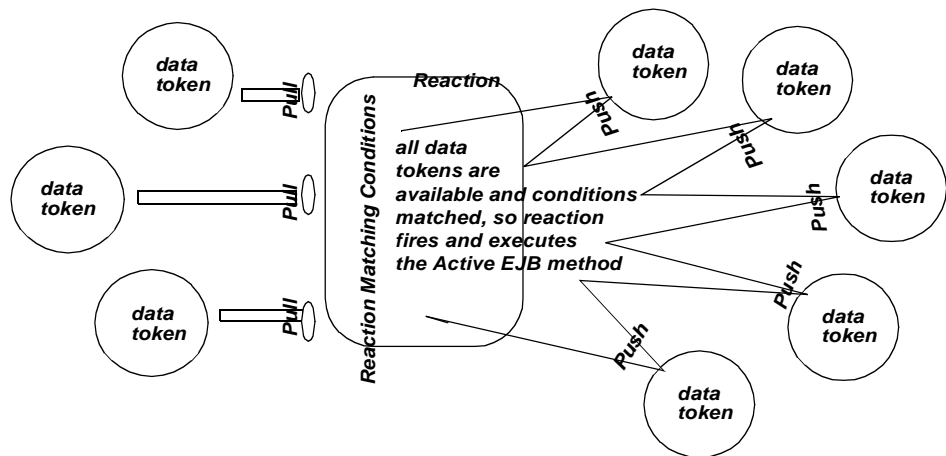 data
token
Pull
data
token
Pull
data
token
Pull
Reaction Matching Conditions
Reaction
all data
tokens are
available and conditions
matched, so reaction
fires and executes
the Active EJB method
Push
data
token
Push
data
token
Push
data
token
Push
data
token
Push
data
token